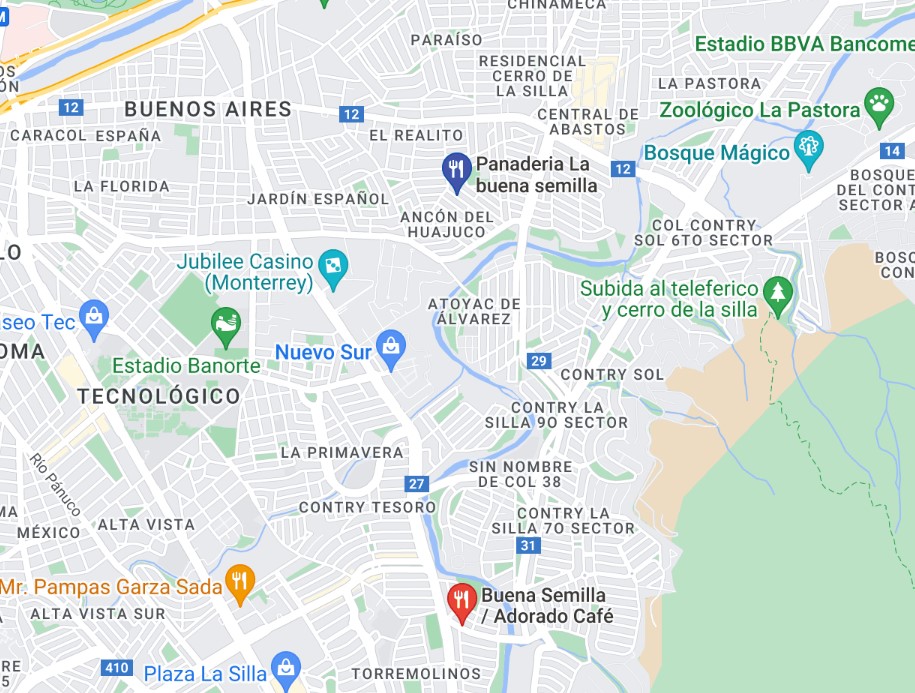 CHINAMECA
PARAÍSO
Estadio BBVA Bancome
RESIDENCIAL
CERRO DE
LA SILLA
LA PASTORA
12
BUENOS AIRES
12
CENTRAL DE
ABASTOS
Zoológico La Pastora
CARACOL
ESPAÑA
EL REALITO
Bosque Mágico
14
Panaderia La
buena semilla
12
LA FLORIDA
JARDÍN ESPAÑOL
BOSQUE
DEL CONT
SECTOR A
ANCÓN DEL
HUAJUCO
COL CONTRY
SOL 6TO SECTOR
LO
Jubilee Casino
(Monterrey)
BOSC
CON
Subida al teleferico
y cerro de la silla
ATOYAC DE
ÁLVAREZ
aseo Tec
OMA
Estadio Banorte
Nuevo Sur
29
CONTRY SOL
TECNOLÓGICO
CONTRY LA
SILLA 9O SECTOR
LA PRIMAVERA
Río Pánuco
27
SIN NOMBRE
DE COL 38
CONTRY TESORO
MA
MÉXICO
ALTA VISTA
CONTRY LA
SILLA 7O SECTOR
31
Mr. Pampas Garza Sada
Buena Semilla
/ Adorado Café
ALTA VISTA SUR
RE
5
410
Plaza La Silla
TORREMOLINOS